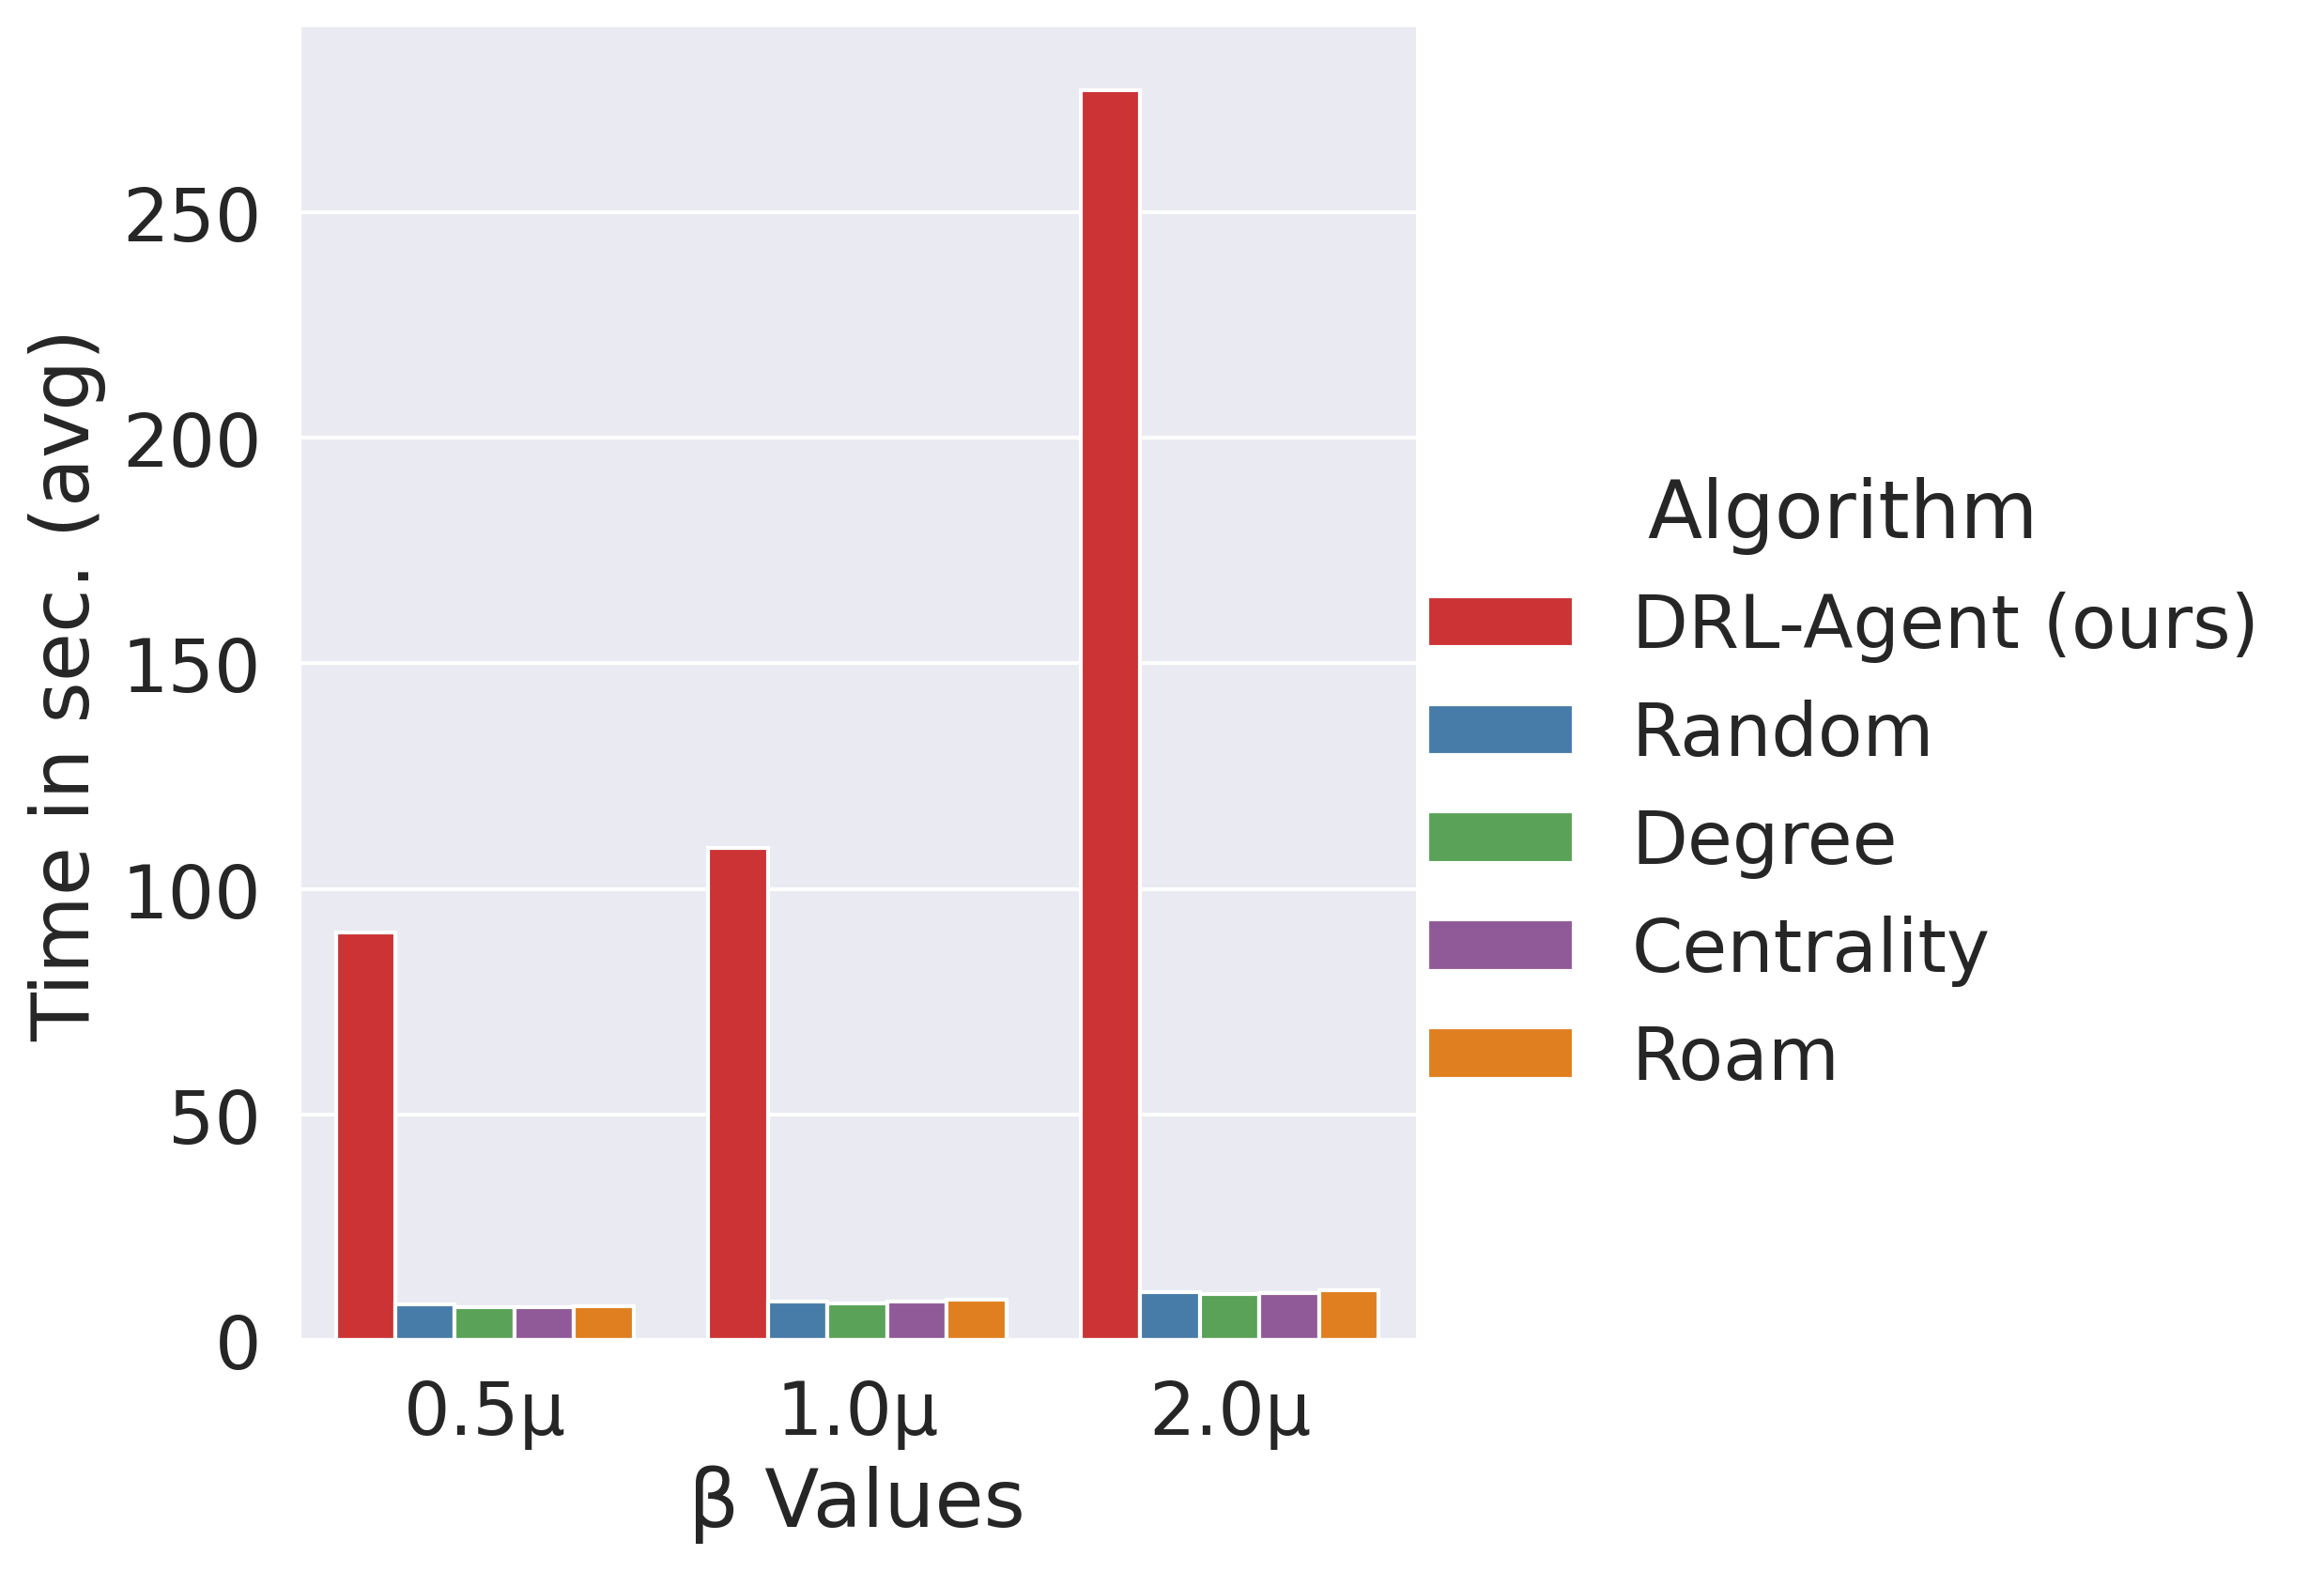 Time in sec. (avg)
250
200
150
100
50
0
0.5μ 1.0μ 2.0μ
β Values
Algorithm
DRL-Agent (ours)
Random
Degree
Centrality
Roam